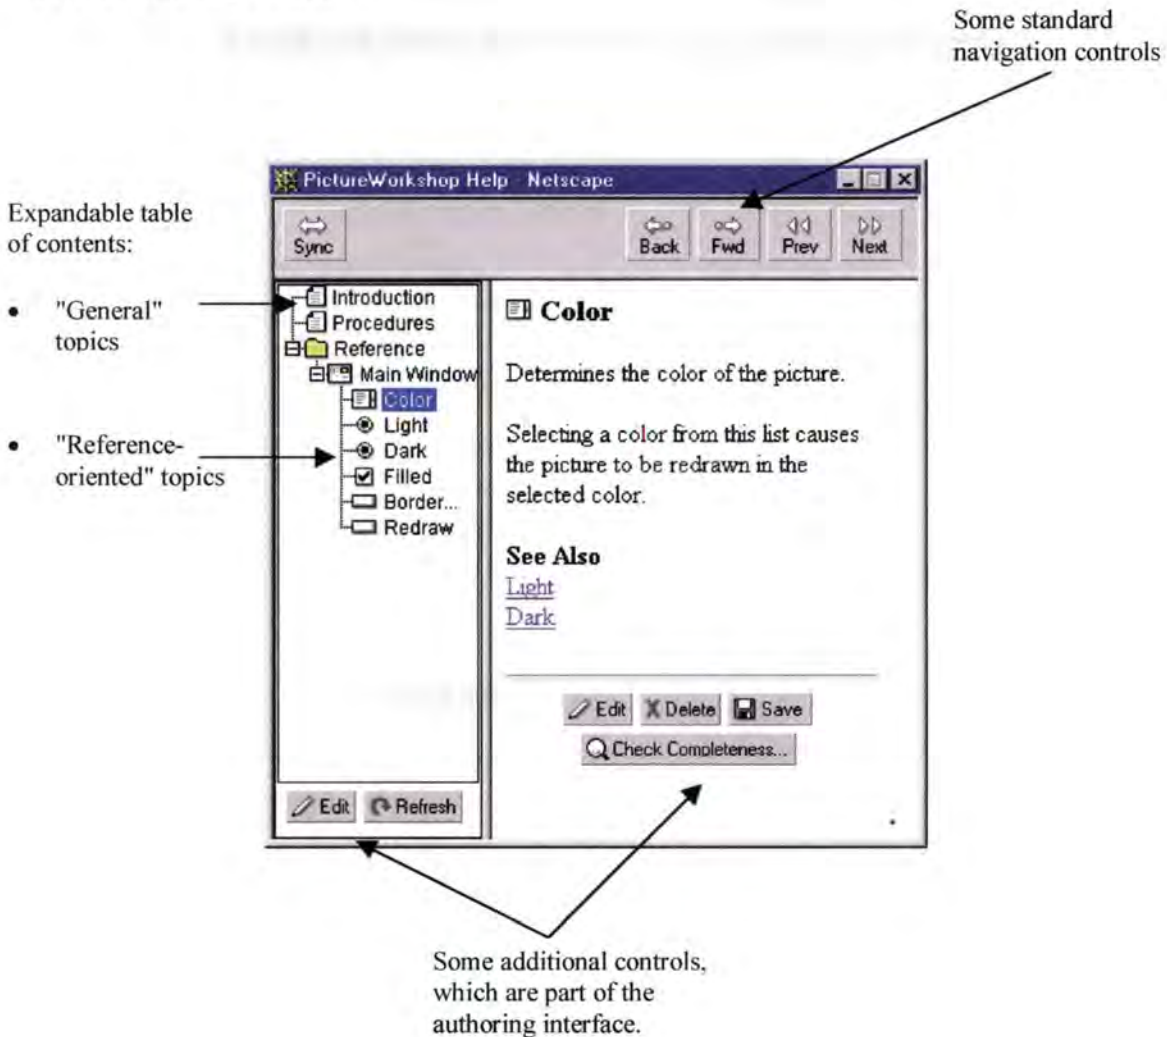 Some standard
navigation controls
PictureWorkshop Help - Netscape
Expandable table
of contents:
• "General"
topics
• "Reference-
oriented" topics
Sync
Back
Fwd
Prev
Next
Introduction
Procedures
Reference
Main Window
Color
Light
Dark
Filled
Border...
Redraw
Edit
Refresh
Color
Determines the color of the picture.
Selecting a color from this list causes
the picture to be redrawn in the
selected color.
See Also
Light
Dark
Edit
Delete
Save
Check Completeness...
Some additional controls,
which are part of the
authoring interface.